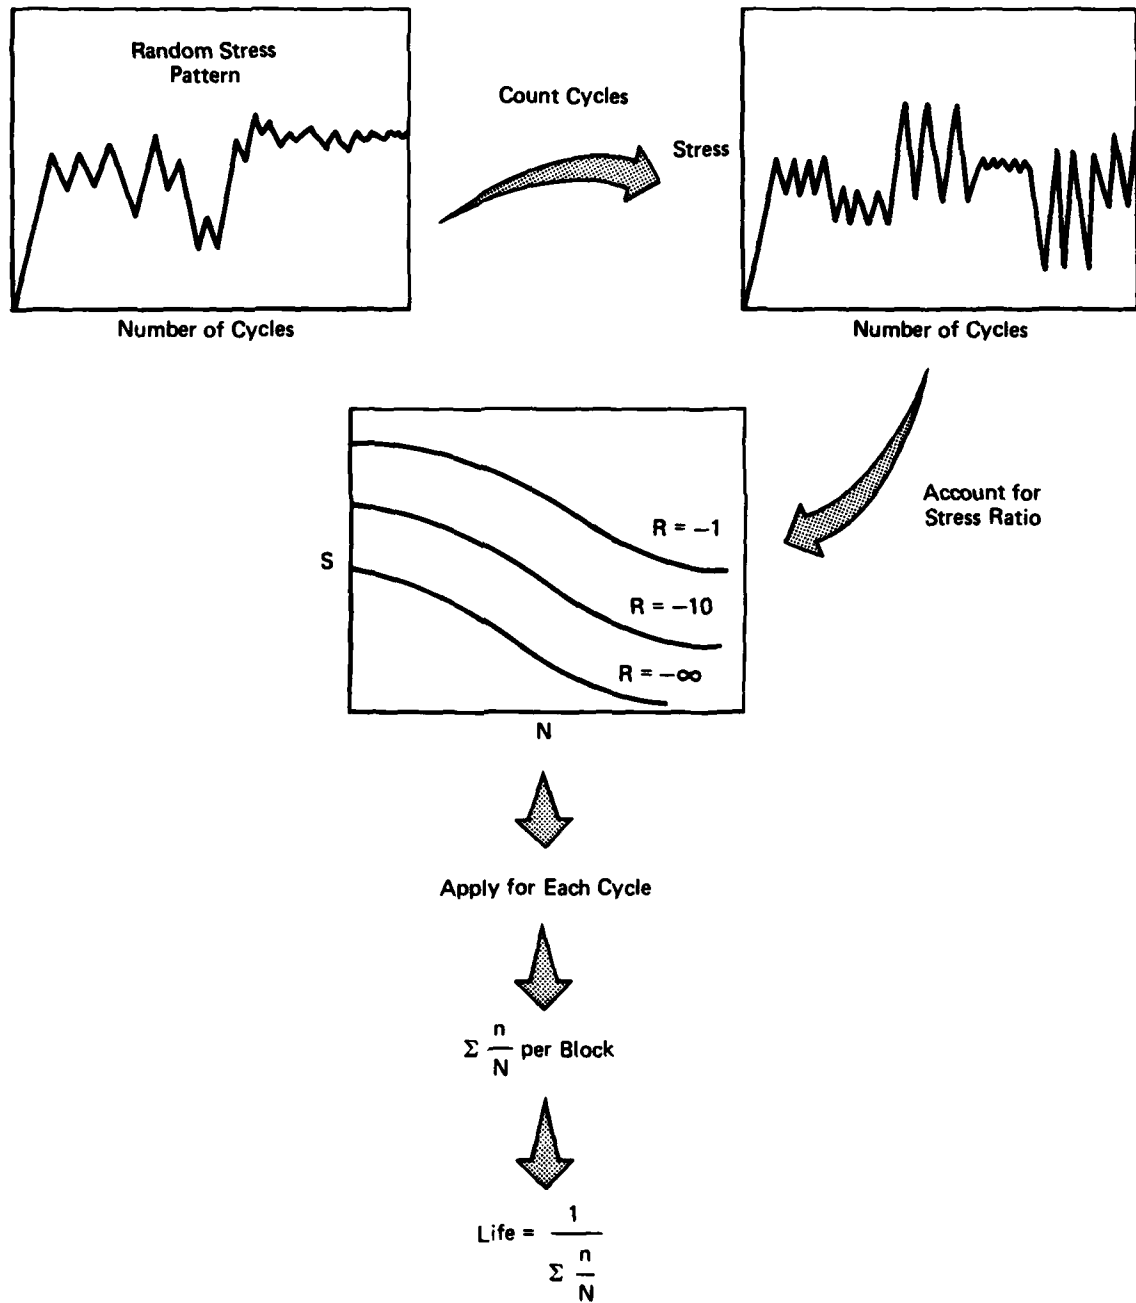 Random Stress
Pattern
Number of Cycles
Count Cycles
Stress
Number of Cycles
Account for
Stress Ratio
S
R = −1
R = −10
R = −∞
N
Apply for Each Cycle
Σ n/N per Block
Life = 1 / Σ n/N